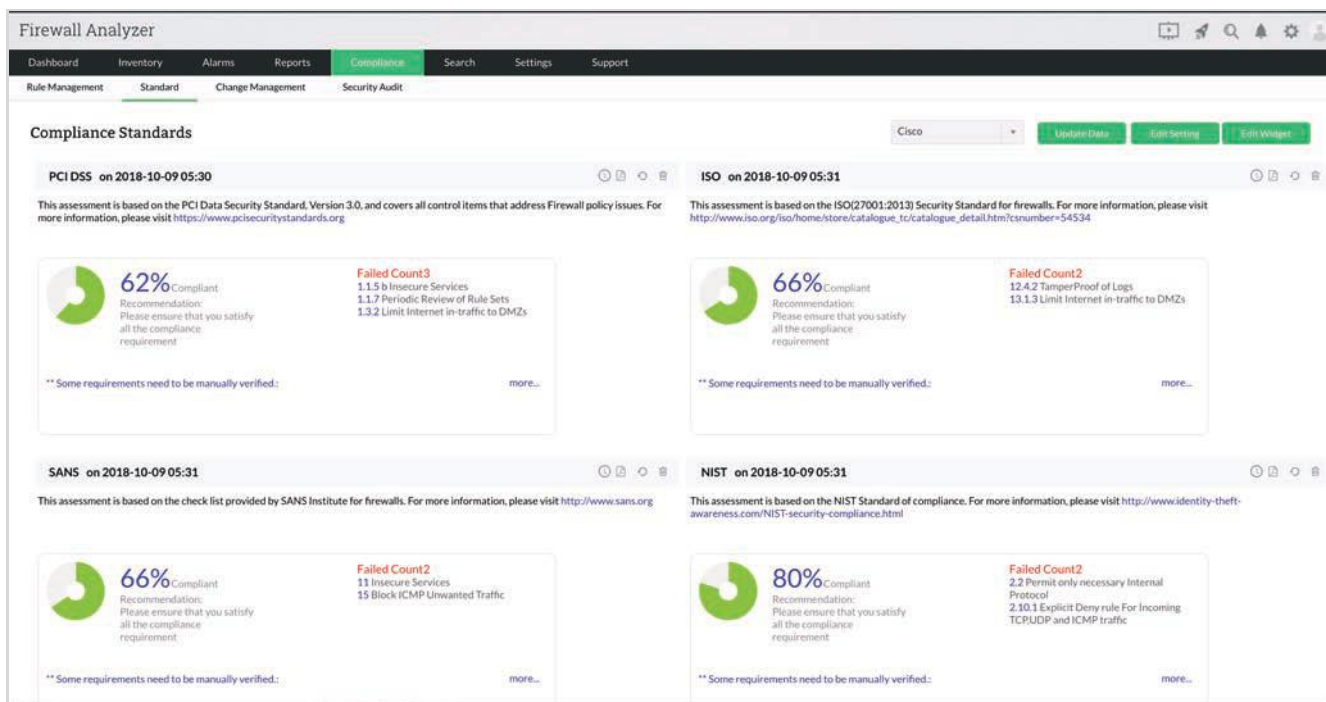 Firewall Analyzer
Dashboard Inventory Alarms Reports Compliance Search Settings Support
Rule Management Standard Change Management Security Audit
Compliance Standards
Cisco
Update Data Edit Setting Edit Widget
PCI DSS on 2018-10-09 05:30
This assessment is based on the PCI Data Security Standard, Version 3.0, and covers all control items that address Firewall policy issues. For
more information, please visit https://www.pcisecuritystandards.org
62% Compliant
Recommendation:
Please ensure that you satisfy
all the compliance
requirement
Failed Count3
1.1.5 b Insecure Services
1.1.7 Periodic Review of Rule Sets
1.3.2 Limit Internet in-traffic to DMZs
** Some requirements need to be manually verified.:
more...
ISO on 2018-10-09 05:31
This assessment is based on the ISO(27001:2013) Security Standard for firewalls. For more information, please visit
http://www.iso.org/iso/home/store/catalogue_tc/catalogue_detail.htm?csnumber=54534
66% Compliant
Recommendation:
Please ensure that you satisfy
all the compliance
requirement
Failed Count2
12.4.2 TamperProof of Logs
13.1.3 Limit Internet in-traffic to DMZs
** Some requirements need to be manually verified.:
more...
SANS on 2018-10-09 05:31
This assessment is based on the check list provided by SANS Institute for firewalls. For more information, please visit http://www.sans.org
66% Compliant
Recommendation:
Please ensure that you satisfy
all the compliance
requirement
Failed Count2
11 Insecure Services
15 Block ICMP Unwanted Traffic
** Some requirements need to be manually verified.:
more...
NIST on 2018-10-09 05:31
This assessment is based on the NIST Standard of compliance. For more information, please visit http://www.identity-theft-
awareness.com/NIST-security-compliance.html
80% Compliant
Recommendation:
Please ensure that you satisfy
all the compliance
requirement
Failed Count2
2.2 Permit only necessary Internal
Protocol
2.10.1 Explicit Deny rule For Incoming
TCP,UDP and ICMP traffic
** Some requirements need to be manually verified.:
more...